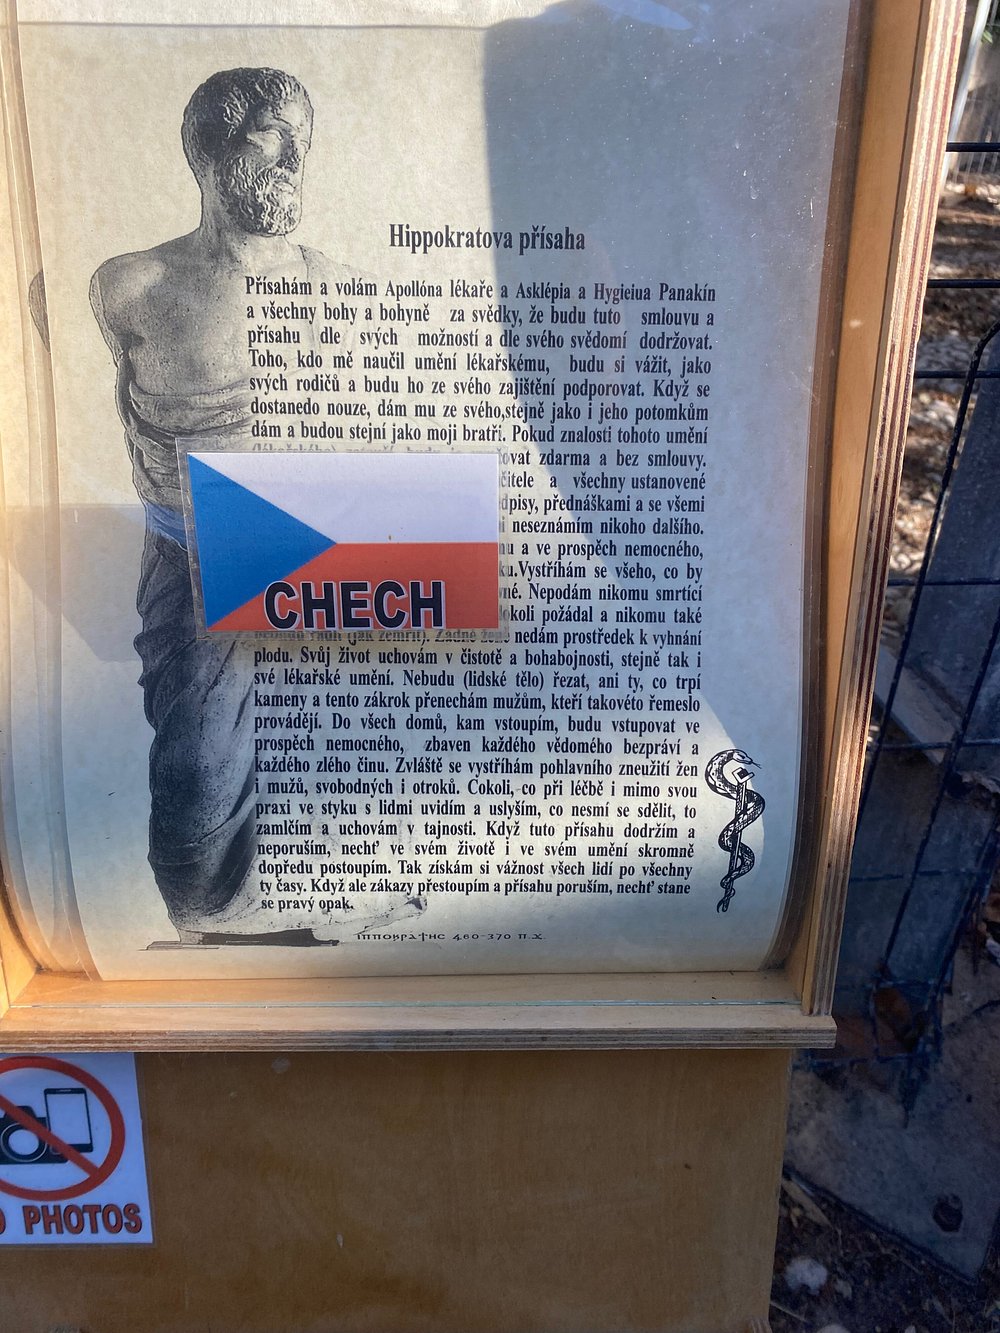 Hippokratova přísaha
Přísahám a volám Apollóna lékaře a Asklépia a Hygieiua Panakín
a všechny bohy a bohyně za svědky, že budu tuto smlouvu a
přísahu dle svých možností a dle svého svědomí dodržovat.
Toho, kdo mě naučil umění lékařskému, budu si vážit, jako
svých rodičů a budu ho ze svého zajištění podporovat. Když se
dostanedo nouze, dám mu ze svého,stejně jako i jeho potomkům
dám a budou stejní jako moji bratři. Pokud znalosti tohoto umění
zdarma a bez smlouvy.
a všechny ustanovené
přednáškami a se všemi
neseznámím nikoho dalšího.
a ve prospěch nemocného,
Vystříhám se všeho, co by
Nepodám nikomu smrtící
požádal a nikomu také
nedám prostředek k vyhnání
plodu. Svůj život uchovám v čistotě a bohabojnosti, stejně tak i
své lékařské umění. Nebudu (lidské tělo) řezat, ani ty, co trpí
kameny a tento zákrok přenechám mužům, kteří takovéto řemeslo
provádějí. Do všech domů, kam vstoupím, budu vstupovat ve
prospěch nemocného, zbaven každého vědomého bezpráví a
každého zlého činu. Zvláště se vystříhám pohlavního zneužití žen
i mužů, svobodných i otroků. Cokoli, co při léčbě i mimo svou
praxi ve styku s lidmi uvidím a uslyším, co nesmí se sdělit, to
zamlčím a uchovám v tajnosti. Když tuto přísahu dodržím a
neporuším, nechť ve svém životě i ve svém umění skromně
dopředu postoupím. Tak získám si vážnost všech lidí po všechny
ty časy. Když ale zákazy přestoupím a přísahu poruším, nechť stane
se pravý opak.
ΙΠΠΟΚΡΑΤΗС 460-370 π.χ.
CHECH
PHOTOS